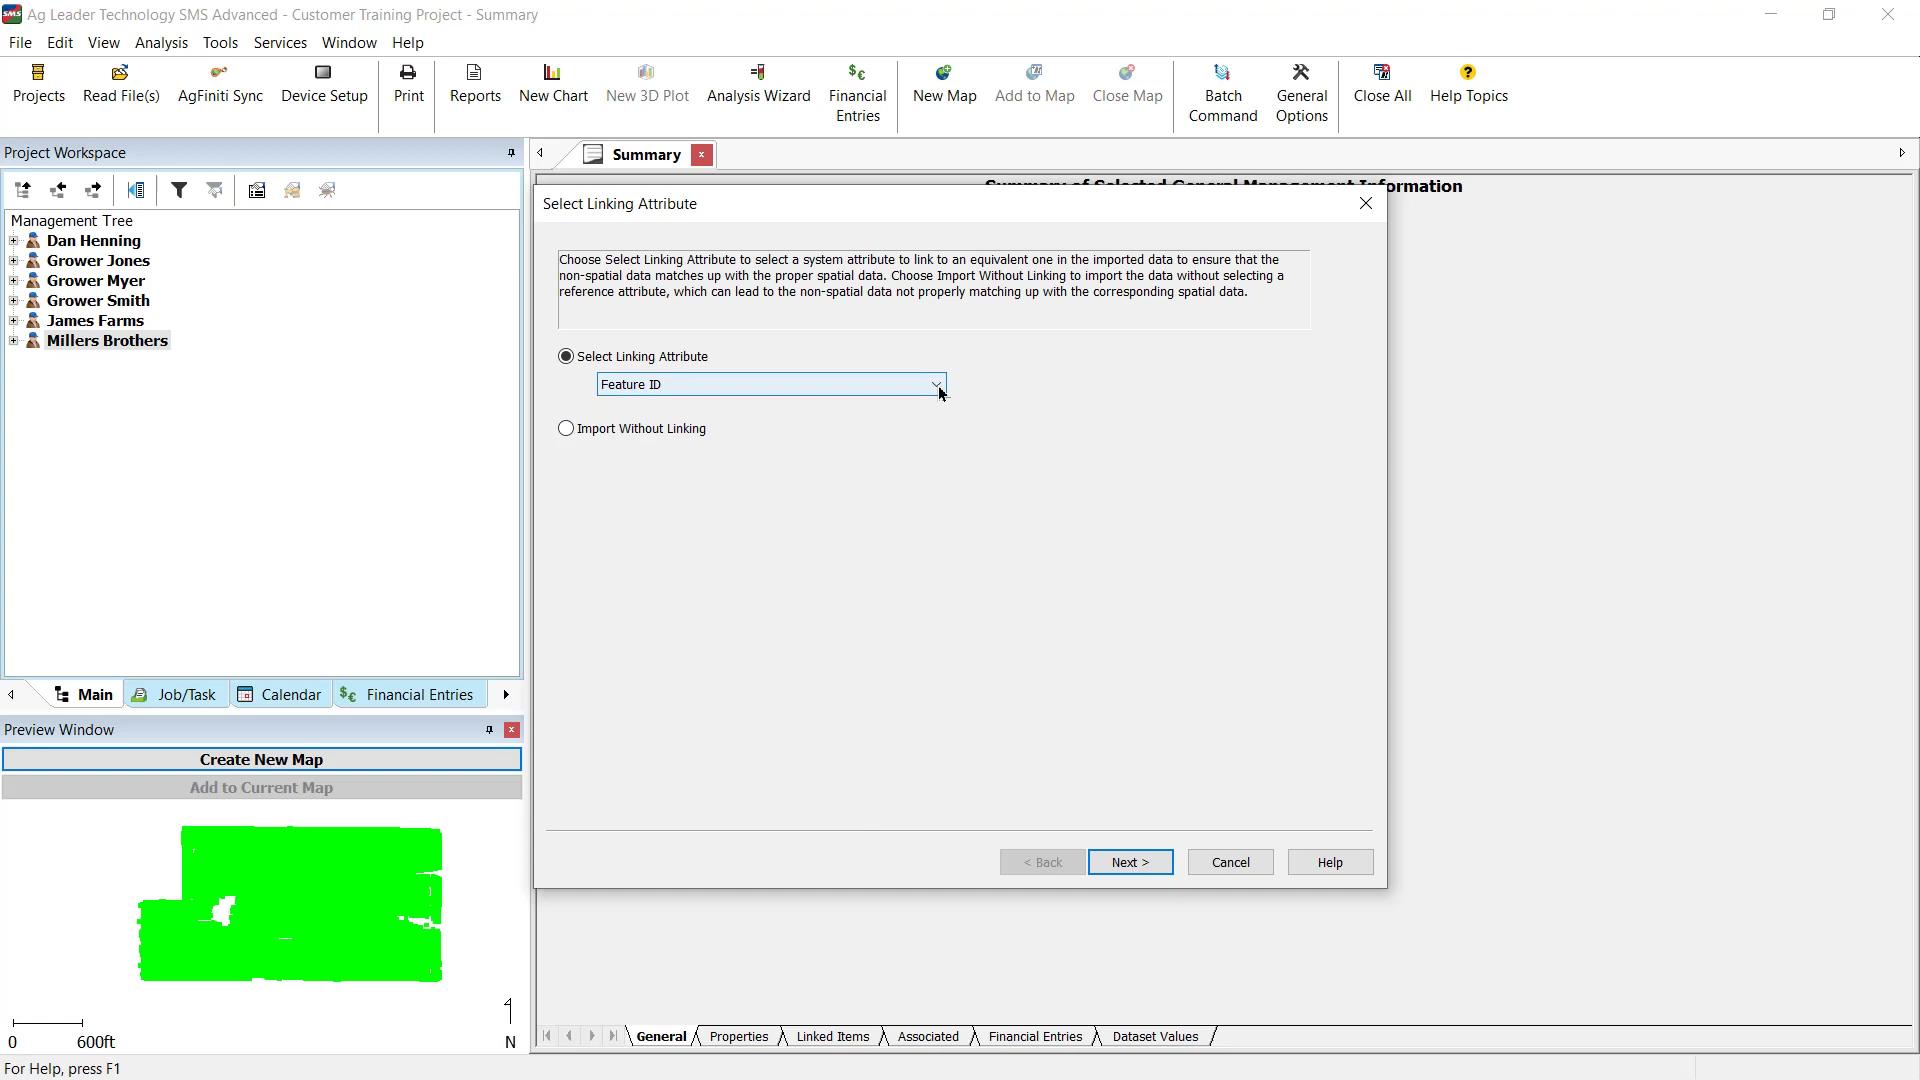 SMS Ag Leader Technology SMS Advanced - Customer Training Project - Summary
File Edit View Analysis Tools Services Window Help
Projects Read File(s) AgFiniti Sync Device Setup Print Reports New Chart New 3D Plot Analysis Wizard Financial Entries New Map Add to Map Close Map Batch Command General Options Close All Help Topics
Project Workspace
Summary
Management Tree
Dan Henning
Grower Jones
Grower Myer
Grower Smith
James Farms
Millers Brothers
Summary of Selected General Management Information
Select Linking Attribute
Choose Select Linking Attribute to select a system attribute to link to an equivalent one in the imported data to ensure that the
non-spatial data matches up with the proper spatial data. Choose Import Without Linking to import the data without selecting a
reference attribute, which can lead to the non-spatial data not properly matching up with the corresponding spatial data.
Select Linking Attribute
Feature ID
Import Without Linking
< Back Next > Cancel Help
Main Job/Task Calendar Financial Entries
Preview Window
Create New Map
Add to Current Map
0 600ft N
General Properties Linked Items Associated Financial Entries Dataset Values
For Help, press F1